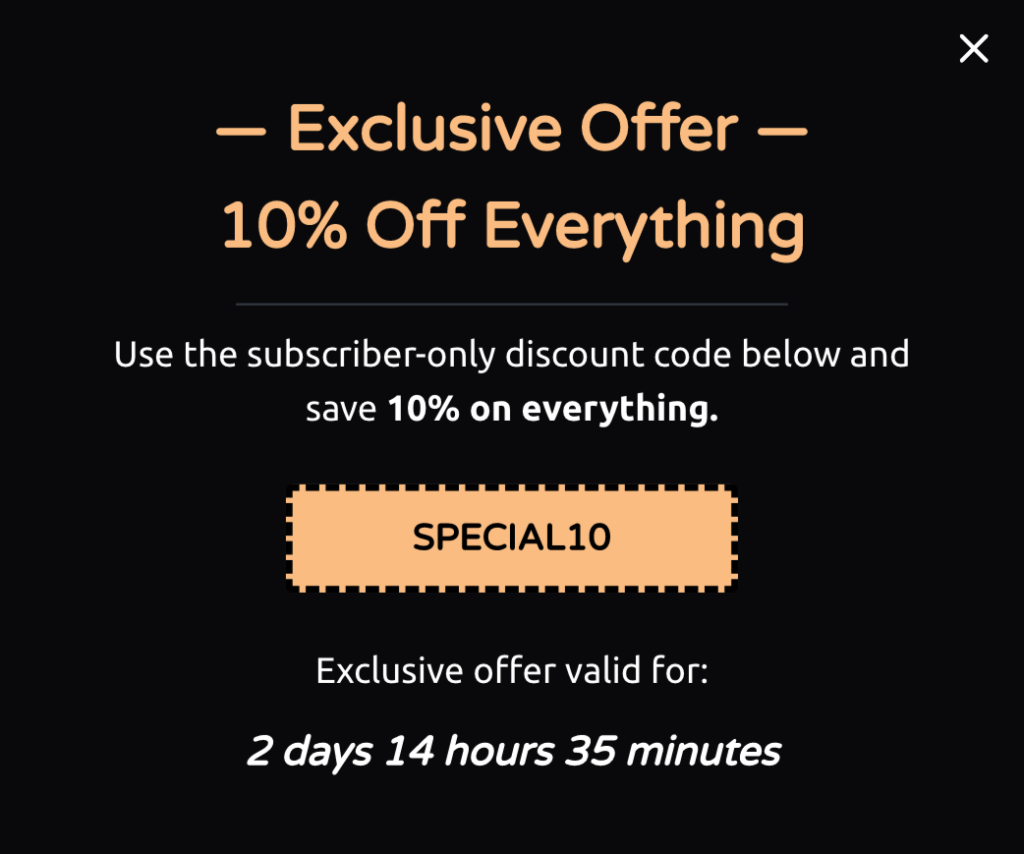 — Exclusive Offer —
10% Off Everything
Use the subscriber-only discount code below and
save 10% on everything.
SPECIAL10
Exclusive offer valid for:
2 days 14 hours 35 minutes